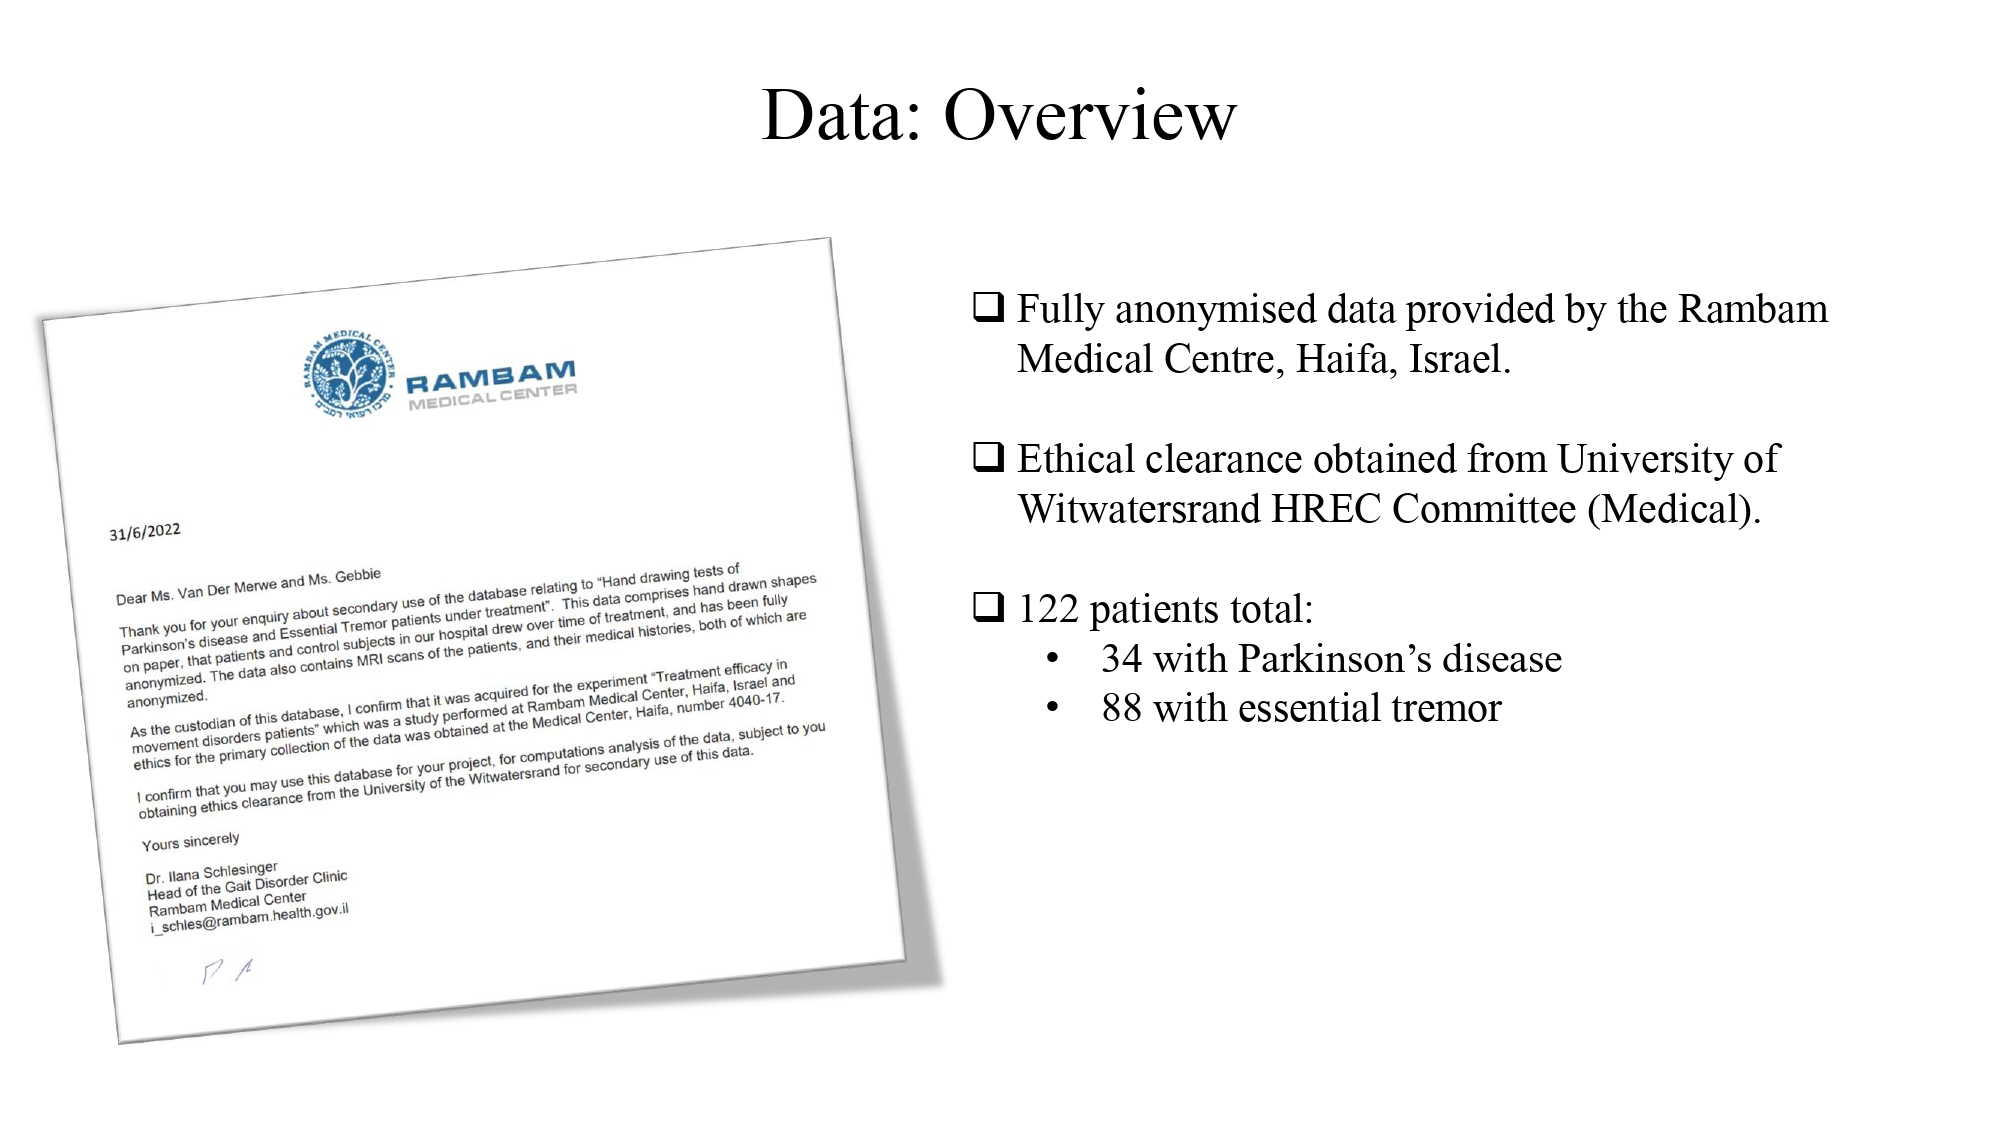 Data: Overview
RAMBAM MEDICAL CENTER
מרכז רפואי רמב"ם
RAMBAM
MEDICAL CENTER
31/6/2022
Dear Ms. Van Der Merwe and Ms. Gebbie
Thank you for your enquiry about secondary use of the database relating to “Hand drawing tests of
Parkinson’s disease and Essential Tremor patients under treatment”. This data comprises hand drawn shapes
on paper, that patients and control subjects in our hospital drew over time of treatment, and has been fully
anonymized. The data also contains MRI scans of the patients, and their medical histories, both of which are
anonymized.
As the custodian of this database, I confirm that it was acquired for the experiment “Treatment efficacy in
movement disorders patients” which was a study performed at Rambam Medical Center, Haifa, Israel and
ethics for the primary collection of the data was obtained at the Medical Center, Haifa, number 4040-17.
I confirm that you may use this database for your project, for computations analysis of the data, subject to you
obtaining ethics clearance from the University of the Witwatersrand for secondary use of this data.
Yours sincerely
Dr. Ilana Schlesinger
Head of the Gait Disorder Clinic
Rambam Medical Center
i_schles@rambam.health.gov.il
❑ Fully anonymised data provided by the Rambam
Medical Centre, Haifa, Israel.
❑ Ethical clearance obtained from University of
Witwatersrand HREC Committee (Medical).
❑ 122 patients total:
• 34 with Parkinson’s disease
• 88 with essential tremor